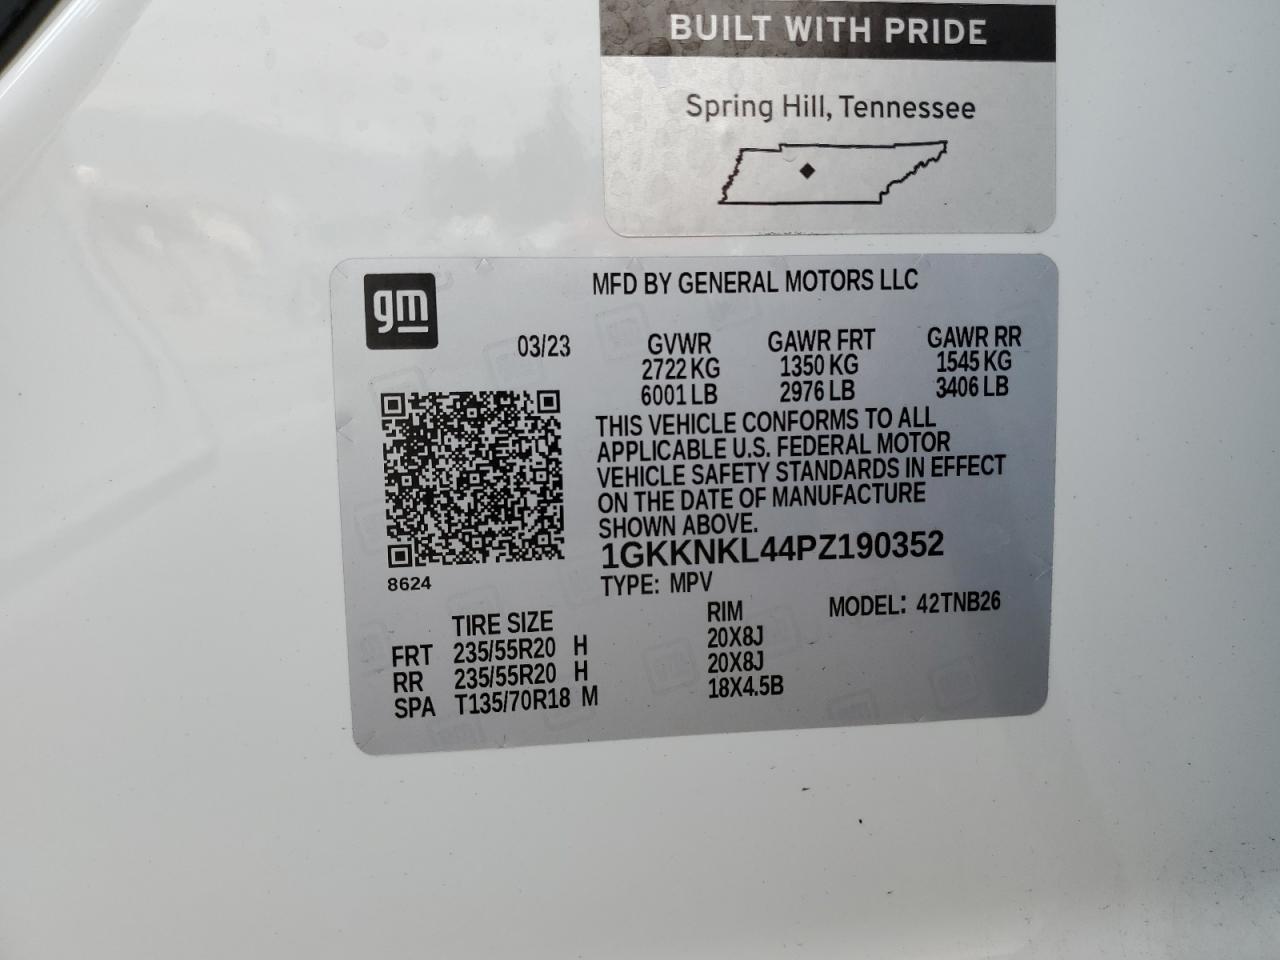 BUILT WITH PRIDE
Spring Hill, Tennessee
gm
MFD BY GENERAL MOTORS LLC
03/23
GVWR GAWR FRT GAWR RR
2722 KG 1350 KG 1545 KG
6001 LB 2976 LB 3406 LB
THIS VEHICLE CONFORMS TO ALL
APPLICABLE U.S. FEDERAL MOTOR
VEHICLE SAFETY STANDARDS IN EFFECT
ON THE DATE OF MANUFACTURE
SHOWN ABOVE.
1GKKNKL44PZ190352
8624
TYPE: MPV
MODEL: 42TNB26
TIRE SIZE RIM
FRT 235/55R20 H 20X8J
RR 235/55R20 H 20X8J
SPA T135/70R18 M 18X4.5B